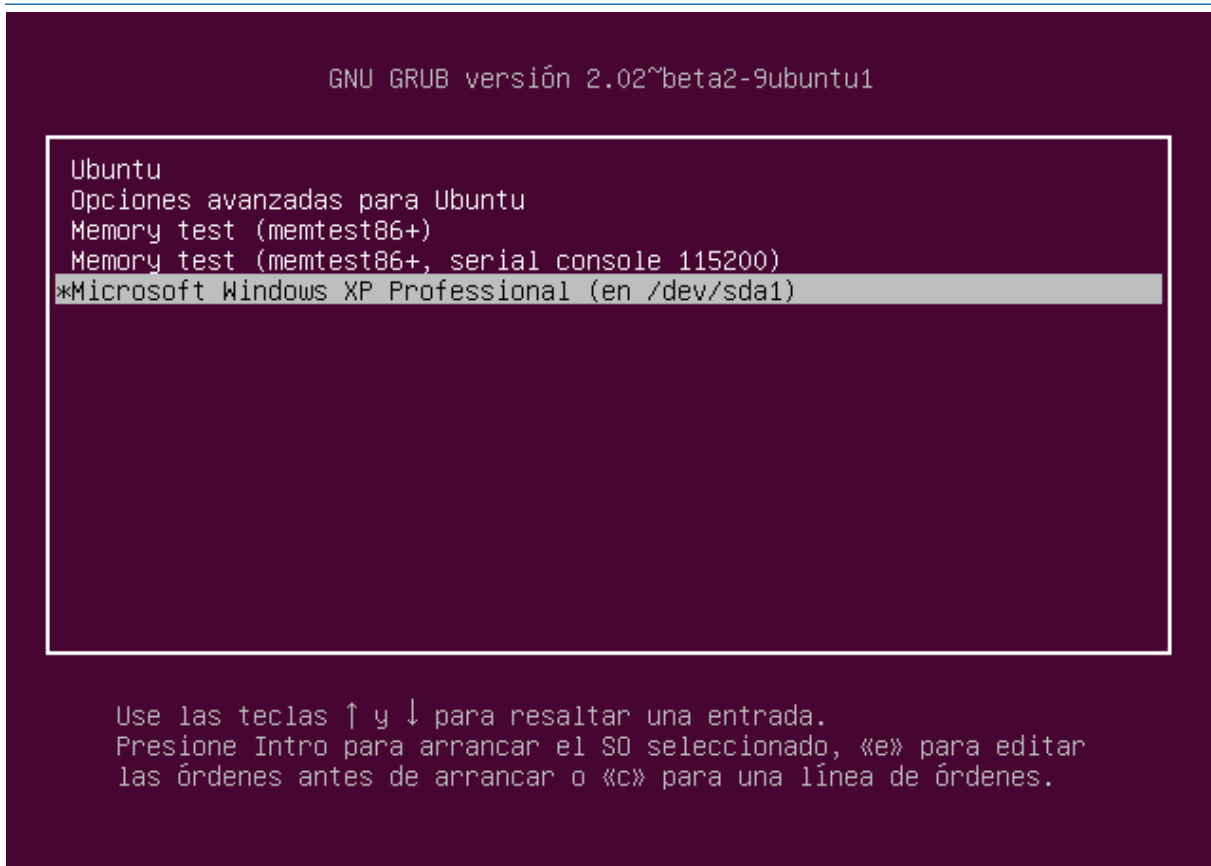 GNU GRUB versión 2.02~beta2-9ubuntu1
Ubuntu
Opciones avanzadas para Ubuntu
Memory test (memtest86+)
Memory test (memtest86+, serial console 115200)
*Microsoft Windows XP Professional (en /dev/sda1)
Use las teclas ↑ y ↓ para resaltar una entrada.
Presione Intro para arrancar el SO seleccionado, «e» para editar
las órdenes antes de arrancar o «c» para una línea de órdenes.